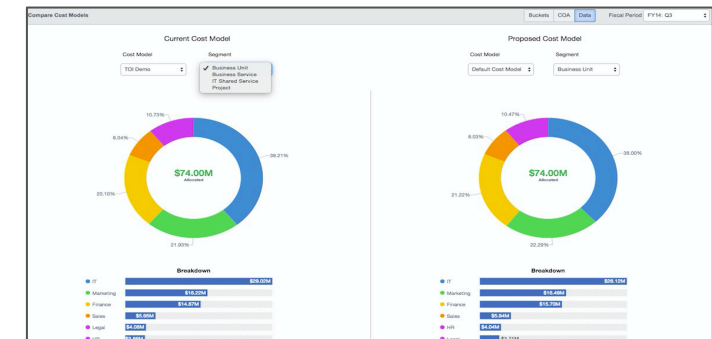 Compare Cost Models
Buckets COA Data Fiscal Period FY14: Q3
Current Cost Model
Cost Model Segment
TOI Demo
✓ Business Unit
Business Service
IT Shared Service
Project
10.73%
8.04%
39.21%
20.10%
21.93%
$74.00M
Allocated
Breakdown
IT $29.02M
Marketing $16.22M
Finance $14.87M
Sales $5.95M
Legal $4.08M
HR
Proposed Cost Model
Cost Model Segment
Default Cost Model Business Unit
10.47%
8.03%
38.00%
21.22%
22.29%
$74.00M
Allocated
Breakdown
IT $28.12M
Marketing $16.49M
Finance $15.70M
Sales $5.94M
HR $4.04M
Legal